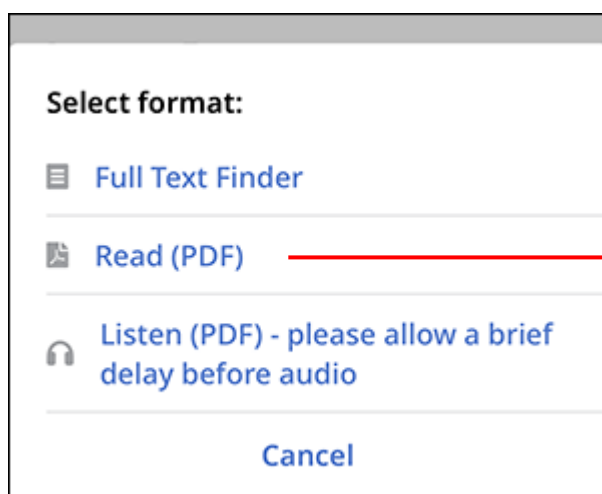 Select format:
Full Text Finder
Read (PDF)
Listen (PDF) - please allow a brief
delay before audio
Cancel